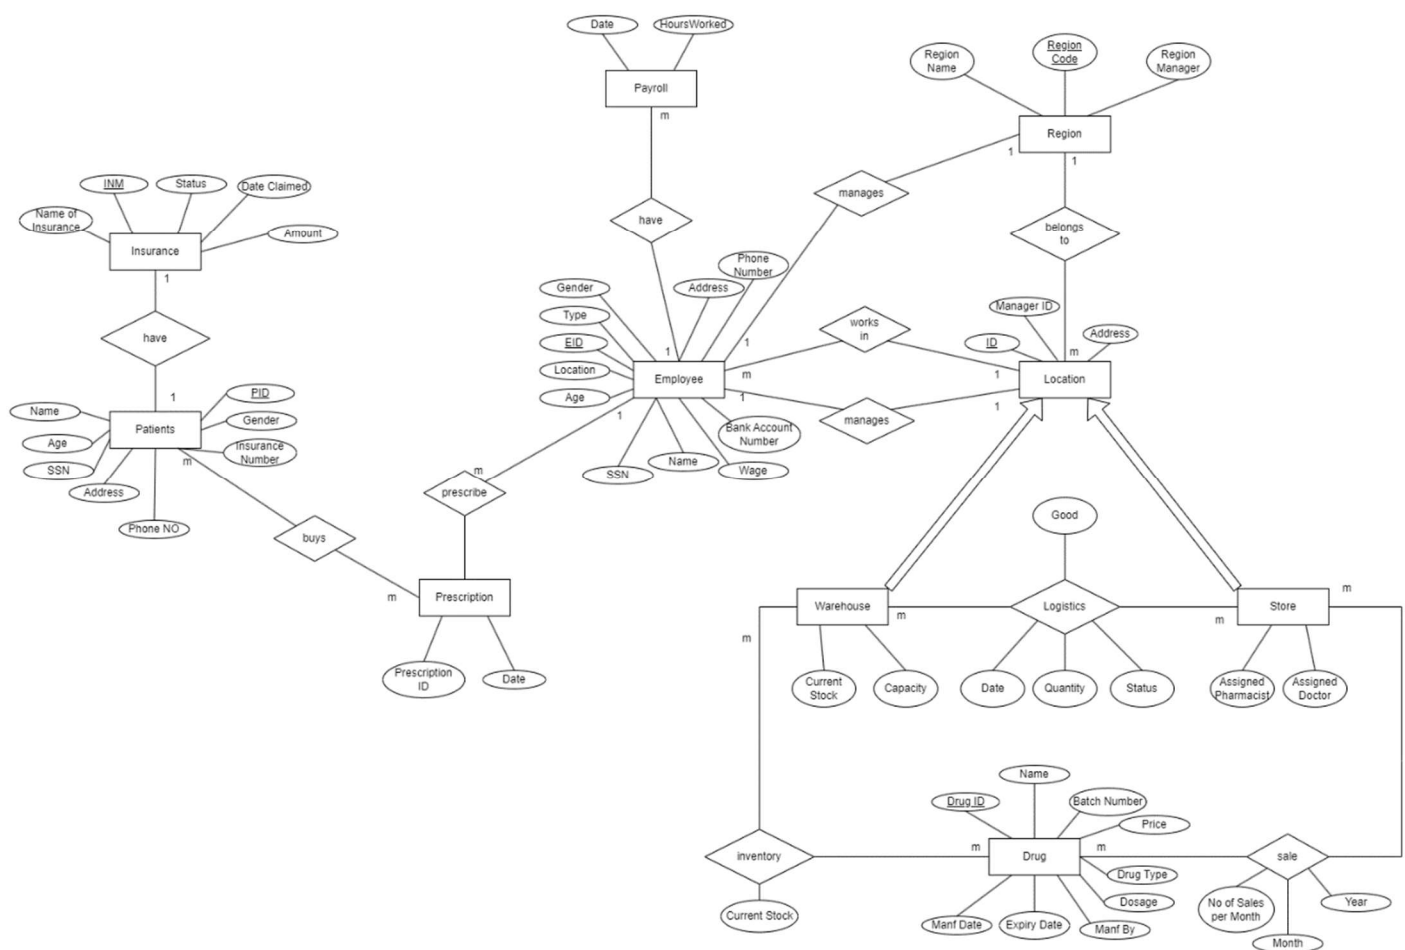 Date
HoursWorked
Payroll
m
have
1
Region
Name
Region
Code
Region
Manager
Region
1
1
manages
1
belongs
to
m
INM
Status
Date Claimed
Name of
Insurance
Amount
Insurance
1
have
1
Name
PID
Gender
Patients
Age
Insurance
Number
SSN
m
Address
Phone NO
buys
m
Gender
Address
Phone
Number
Type
EID
Location
Age
Employee
SSN
Name
Wage
Bank Account
Number
works
in
m
1
manages
1
1
Manager ID
ID
Address
Location
1
m
prescribe
Prescription
Prescription
ID
Date
Good
Warehouse
m
Logistics
m
Store
m
m
Current
Stock
Capacity
Date
Quantity
Status
Assigned
Pharmacist
Assigned
Doctor
inventory
Current Stock
m
Name
Drug ID
Batch Number
Price
Drug
m
Drug Type
Dosage
Manf Date
Expiry Date
Manf By
sale
No of Sales
per Month
Month
Year